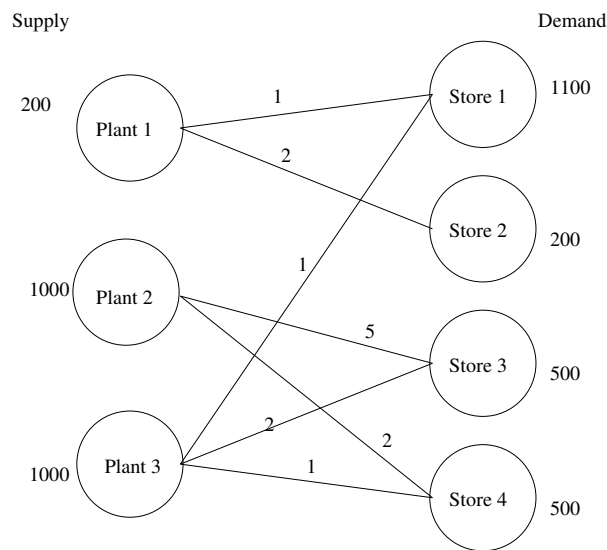 Supply
Demand
200
Plant 1
1
Store 1
1100
2
Store 2
200
1
1000
Plant 2
5
Store 3
500
2
2
1000
Plant 3
1
Store 4
500